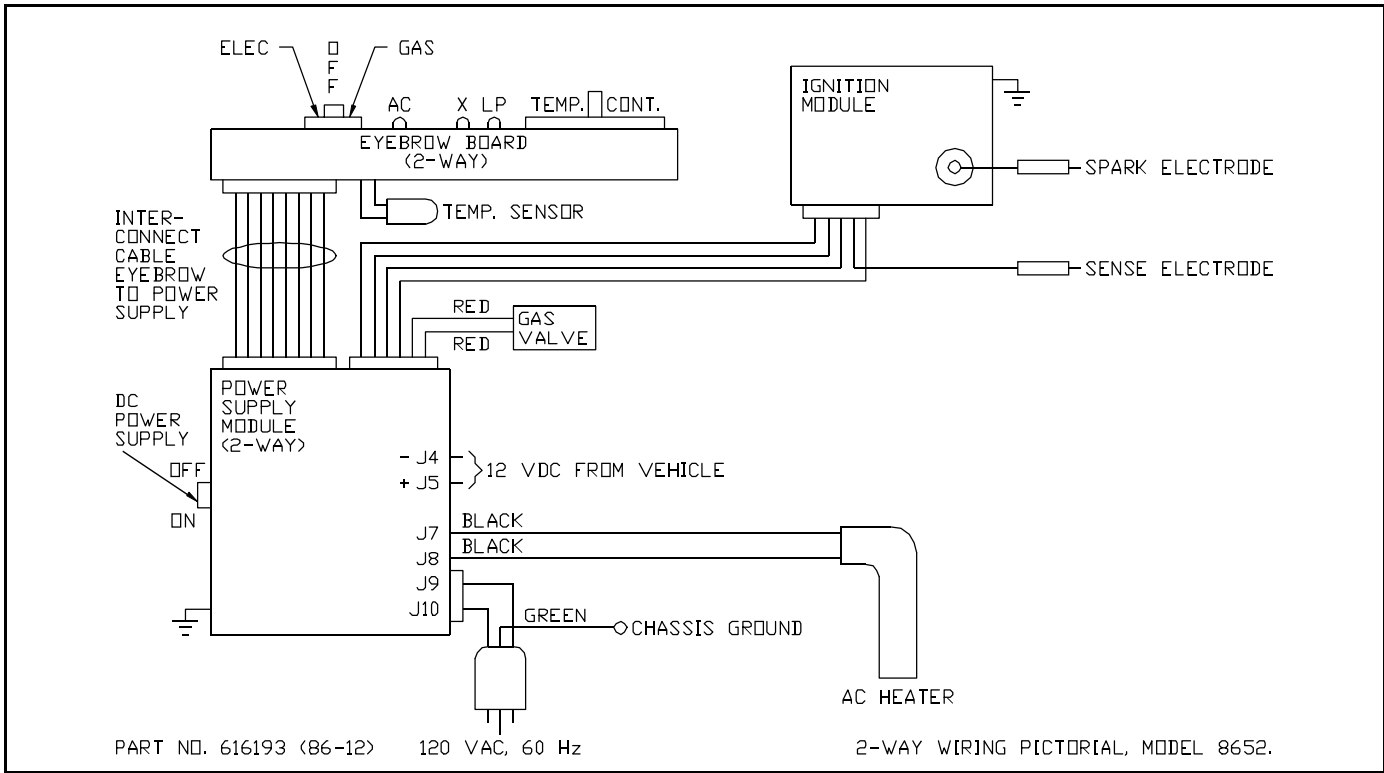 ELEC
OFF
GAS
AC
X
LP
TEMP. CONT.
EYEBROW BOARD
(2-WAY)
TEMP. SENSOR
INTER-
CONNECT
CABLE
EYEBROW
TO POWER
SUPPLY
IGNITION
MODULE
SPARK ELECTRODE
SENSE ELECTRODE
RED
RED
GAS
VALVE
POWER
SUPPLY
MODULE
(2-WAY)
DC
POWER
SUPPLY
OFF
ON
- J4
+ J5
12 VDC FROM VEHICLE
J7
BLACK
J8
BLACK
J9
J10
GREEN
CHASSIS GROUND
AC HEATER
PART NO. 616193 (86-12)
120 VAC, 60 Hz
2-WAY WIRING PICTORIAL, MODEL 8652.